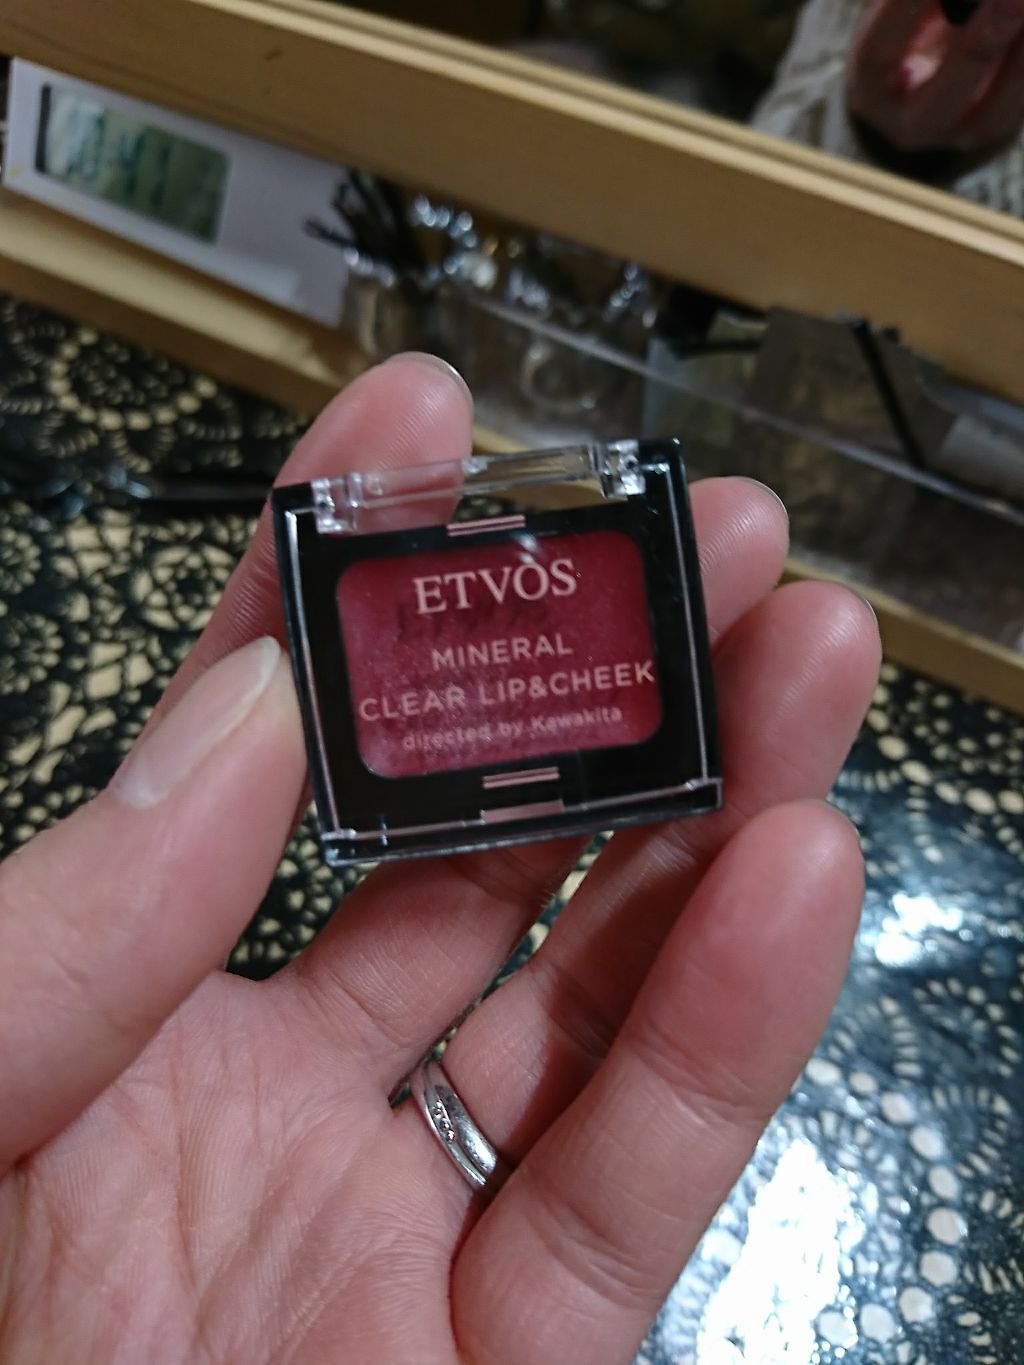 ETVOS
MINERAL
CLEAR LIP&CHEEK
directed by Kawakita